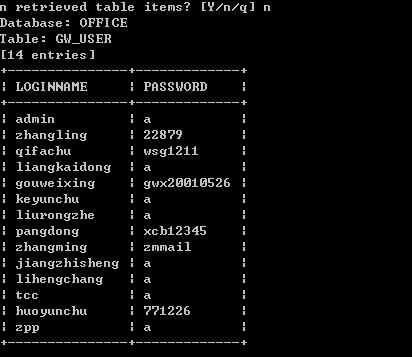 n retrieved table items? [Y/n/q] n
Database: OFFICE
Table: GW_USER
[14 entries]
+---------------+-------------+
¦ LOGINNAME     ¦ PASSWORD    ¦
+---------------+-------------+
¦ admin         ¦ a           ¦
¦ zhangling     ¦ 22879       ¦
¦ qifachu       ¦ wsg1211     ¦
¦ liangkaidong  ¦ a           ¦
¦ gouweixing    ¦ gwx20010526 ¦
¦ keyunchu      ¦ a           ¦
¦ liurongzhe    ¦ a           ¦
¦ pangdong      ¦ xcb12345    ¦
¦ zhangming     ¦ zmmail      ¦
¦ jiangzhisheng ¦ a           ¦
¦ lihengchang   ¦ a           ¦
¦ tcc           ¦ a           ¦
¦ huoyunchu     ¦ 771226      ¦
¦ zpp           ¦ a           ¦
+---------------+-------------+